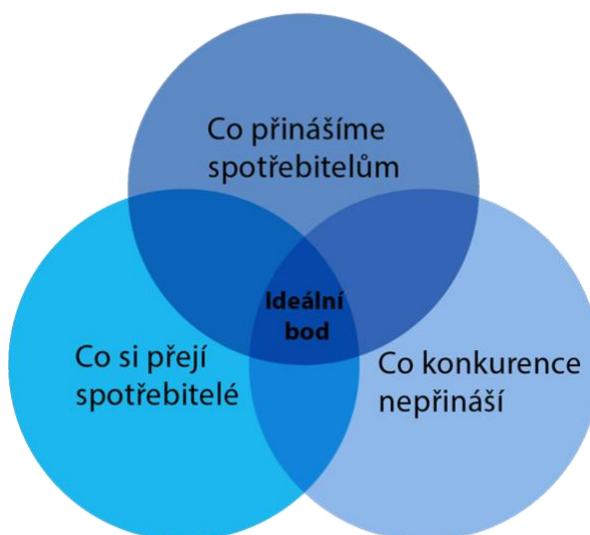 Co přinášíme
spotřebitelům
Ideální
bod
Co si přejí
spotřebitelé
Co konkurence
nepřináší